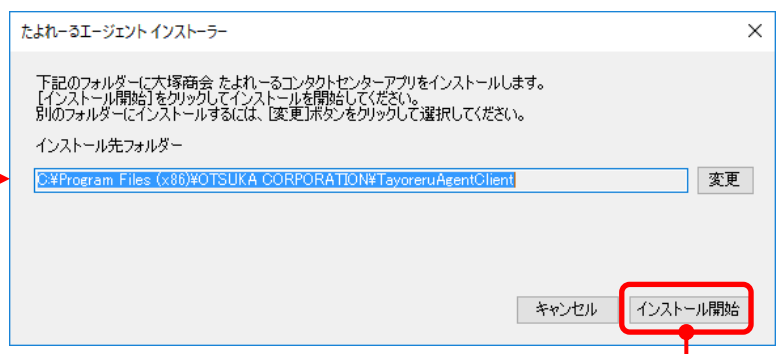 たよれーるエージェントインストーラー
下記のフォルダーに大塚商会 たよれーるコンタクトセンターアプリをインストールします。
[インストール開始]をクリックしてインストールを開始してください。
別のフォルダーにインストールするには、[変更]ボタンをクリックして選択してください。
インストール先フォルダー
C:¥Program Files (x86)¥OTSUKA CORPORATION¥TayoreruAgentClient
変更
キャンセル
インストール開始